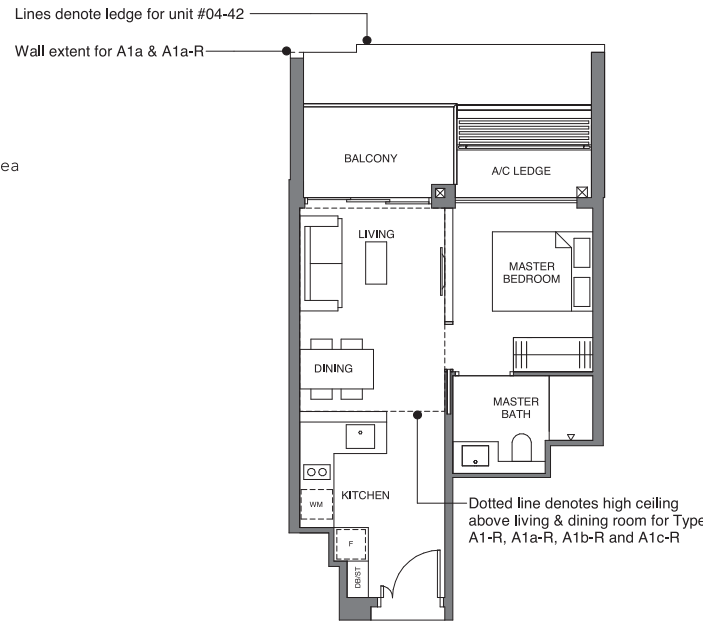 Lines denote ledge for unit #04-42
Wall extent for A1a & A1a-R
ea
BALCONY
A/C LEDGE
LIVING
MASTER
BEDROOM
DINING
MASTER
BATH
KITCHEN
WM
F
DB/ST
Dotted line denotes high ceiling
above living & dining room for Type
A1-R, A1a-R, A1b-R and A1c-R